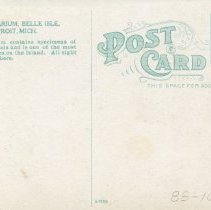 ARIUM, BELLE ISLE,
TROIT, MICH.
contains specimens of
and is one of the most
on the Island. All sight
here.
POST
CARD
THIS SPACE FOR ADD